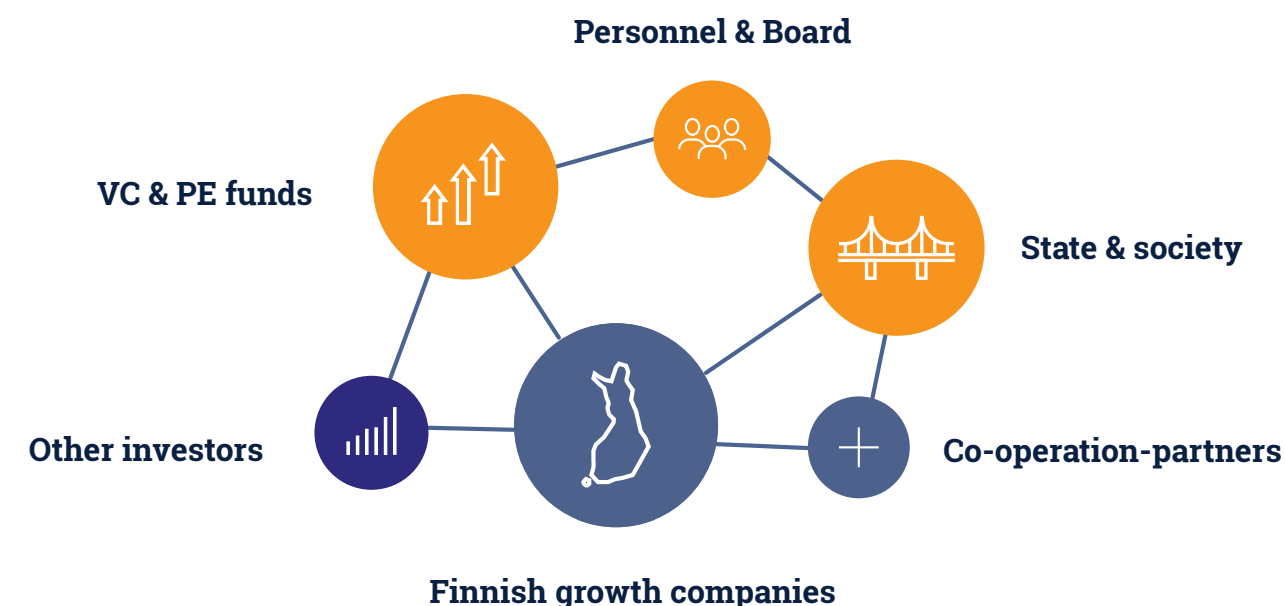 Personnel & Board
VC & PE funds
State & society
Other investors
Co-operation-partners
Finnish growth companies